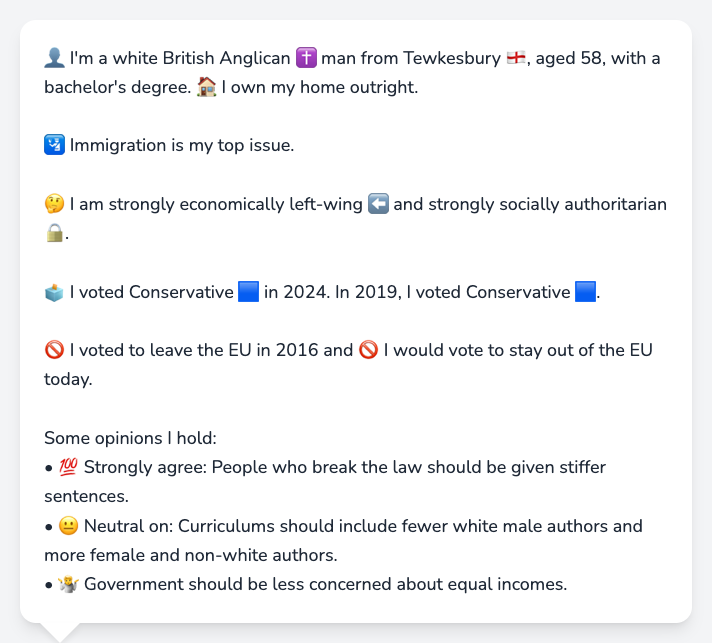 👤 I'm a white British Anglican ✝️ man from Tewkesbury 🏴󠁧󠁢󠁥󠁮󠁧󠁿, aged 58, with a
bachelor's degree. 🏠 I own my home outright.
🛂 Immigration is my top issue.
🤔 I am strongly economically left-wing ⬅️ and strongly socially authoritarian
🔒.
🗳️ I voted Conservative 🟦 in 2024. In 2019, I voted Conservative 🟦.
🚫 I voted to leave the EU in 2016 and 🚫 I would vote to stay out of the EU
today.
Some opinions I hold:
• 💯 Strongly agree: People who break the law should be given stiffer
sentences.
• 😐 Neutral on: Curriculums should include fewer white male authors and
more female and non-white authors.
• 🤷 Government should be less concerned about equal incomes.